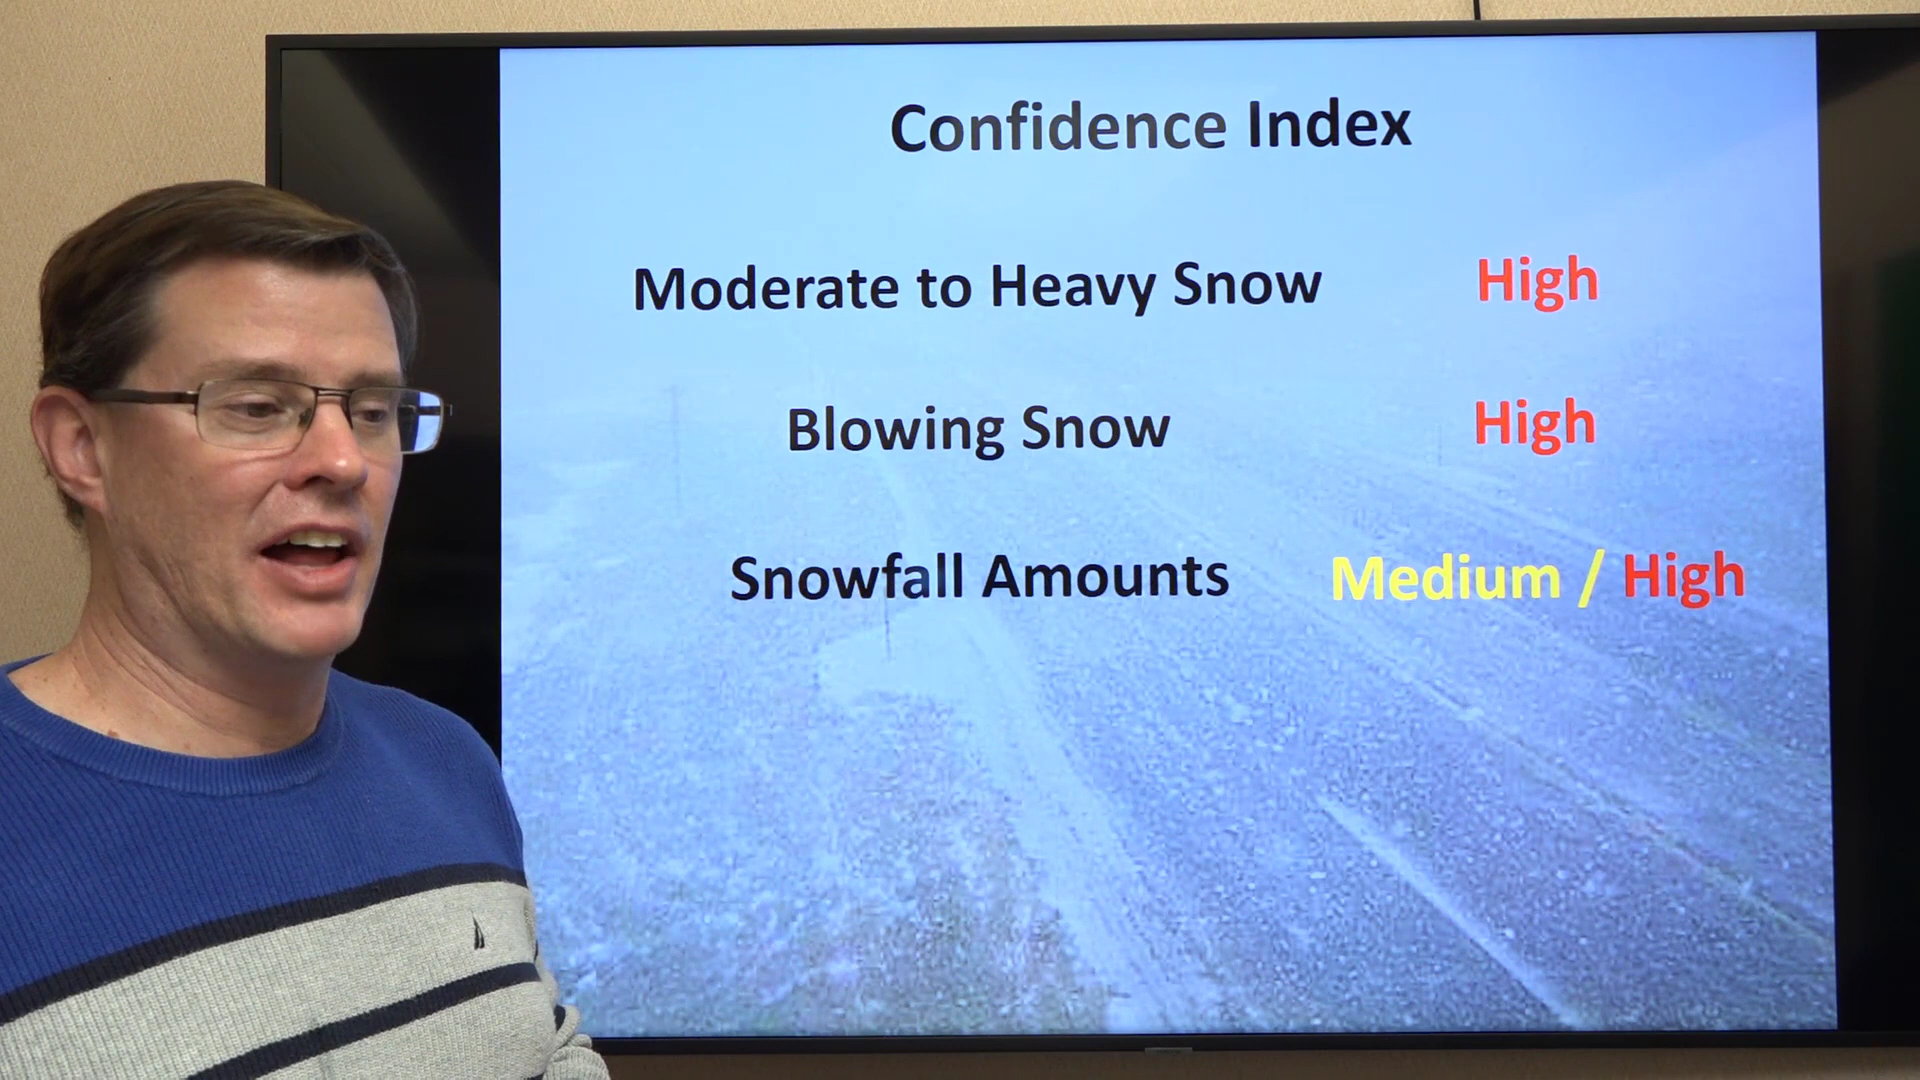 Confidence Index
Moderate to Heavy Snow High
Blowing Snow High
Snowfall Amounts Medium / High